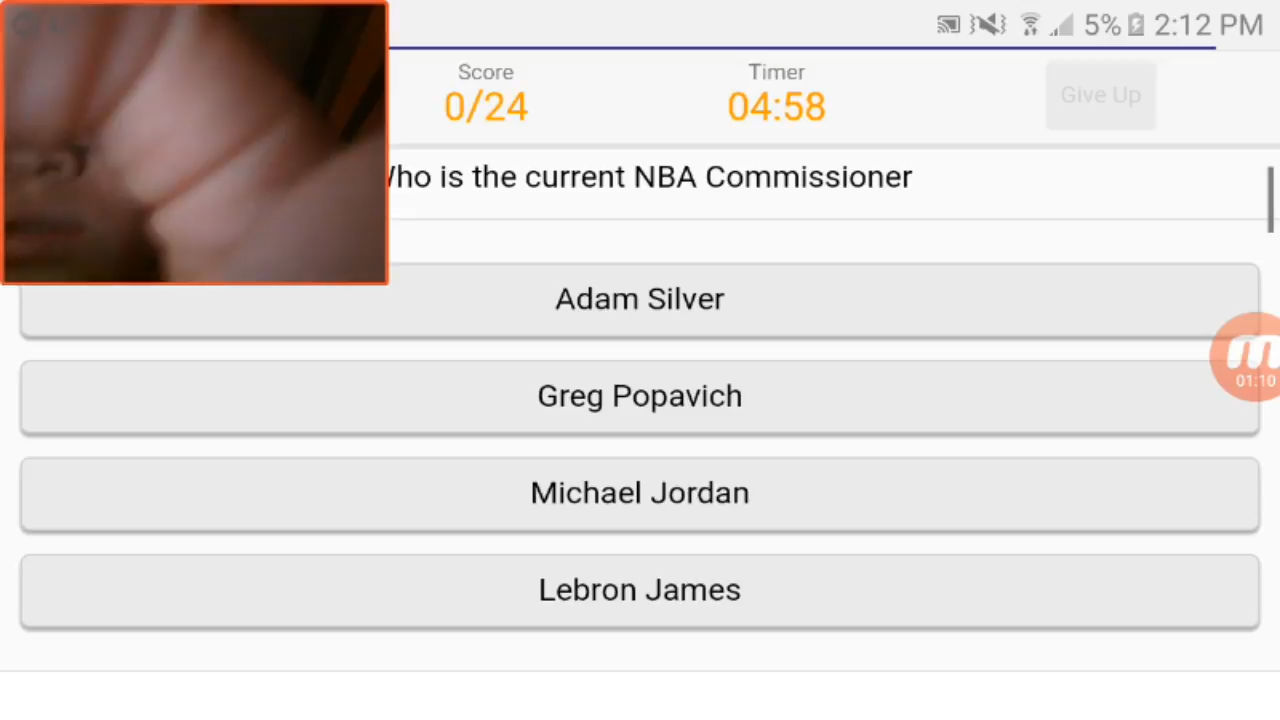 5% 2:12 PM
Score
Timer
0/24
04:58
Give Up
ho is the current NBA Commissioner
Adam Silver
01:10
Greg Popavich
Michael Jordan
Lebron James